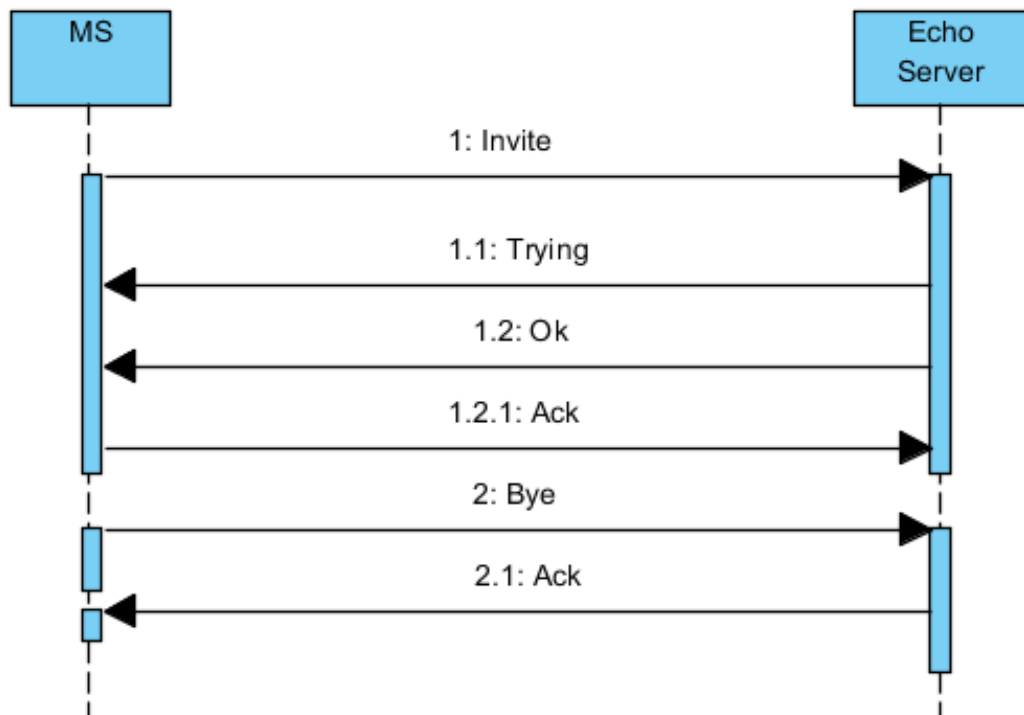 MS
Echo
Server
1: Invite
1.1: Trying
1.2: Ok
1.2.1: Ack
2: Bye
2.1: Ack